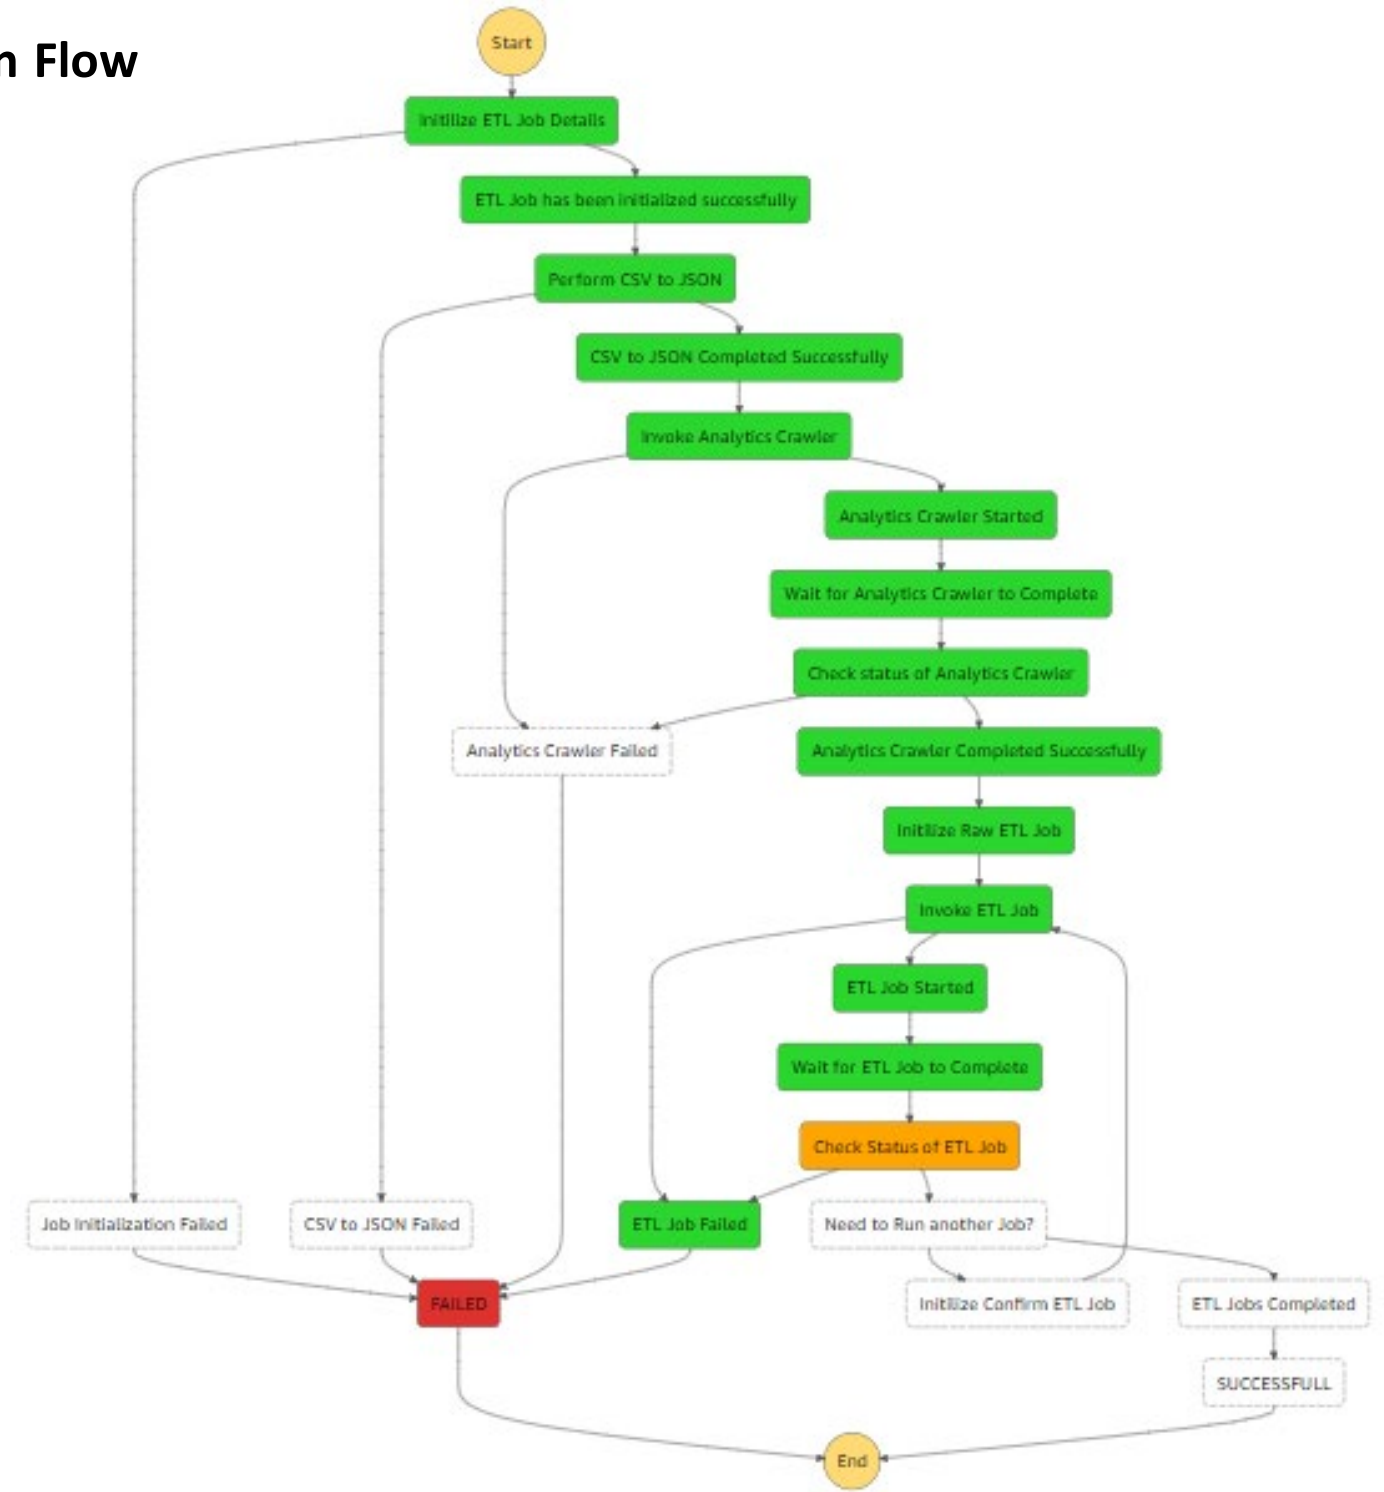 n Flow
Start
Initilize ETL Job Details
ETL Job has been initialized successfully
Perform CSV to JSON
CSV to JSON Completed Successfully
Invoke Analytics Crawler
Analytics Crawler Started
Wait for Analytics Crawler to Complete
Check status of Analytics Crawler
Analytics Crawler Failed
Analytics Crawler Completed Successfully
Initilize Raw ETL Job
Invoke ETL Job
ETL Job Started
Wait for ETL Job to Complete
Check Status of ETL Job
Job Initialization Failed
CSV to JSON Failed
ETL Job Failed
Need to Run another Job?
FAILED
Initilize Confirm ETL Job
ETL Jobs Completed
SUCCESSFULL
End